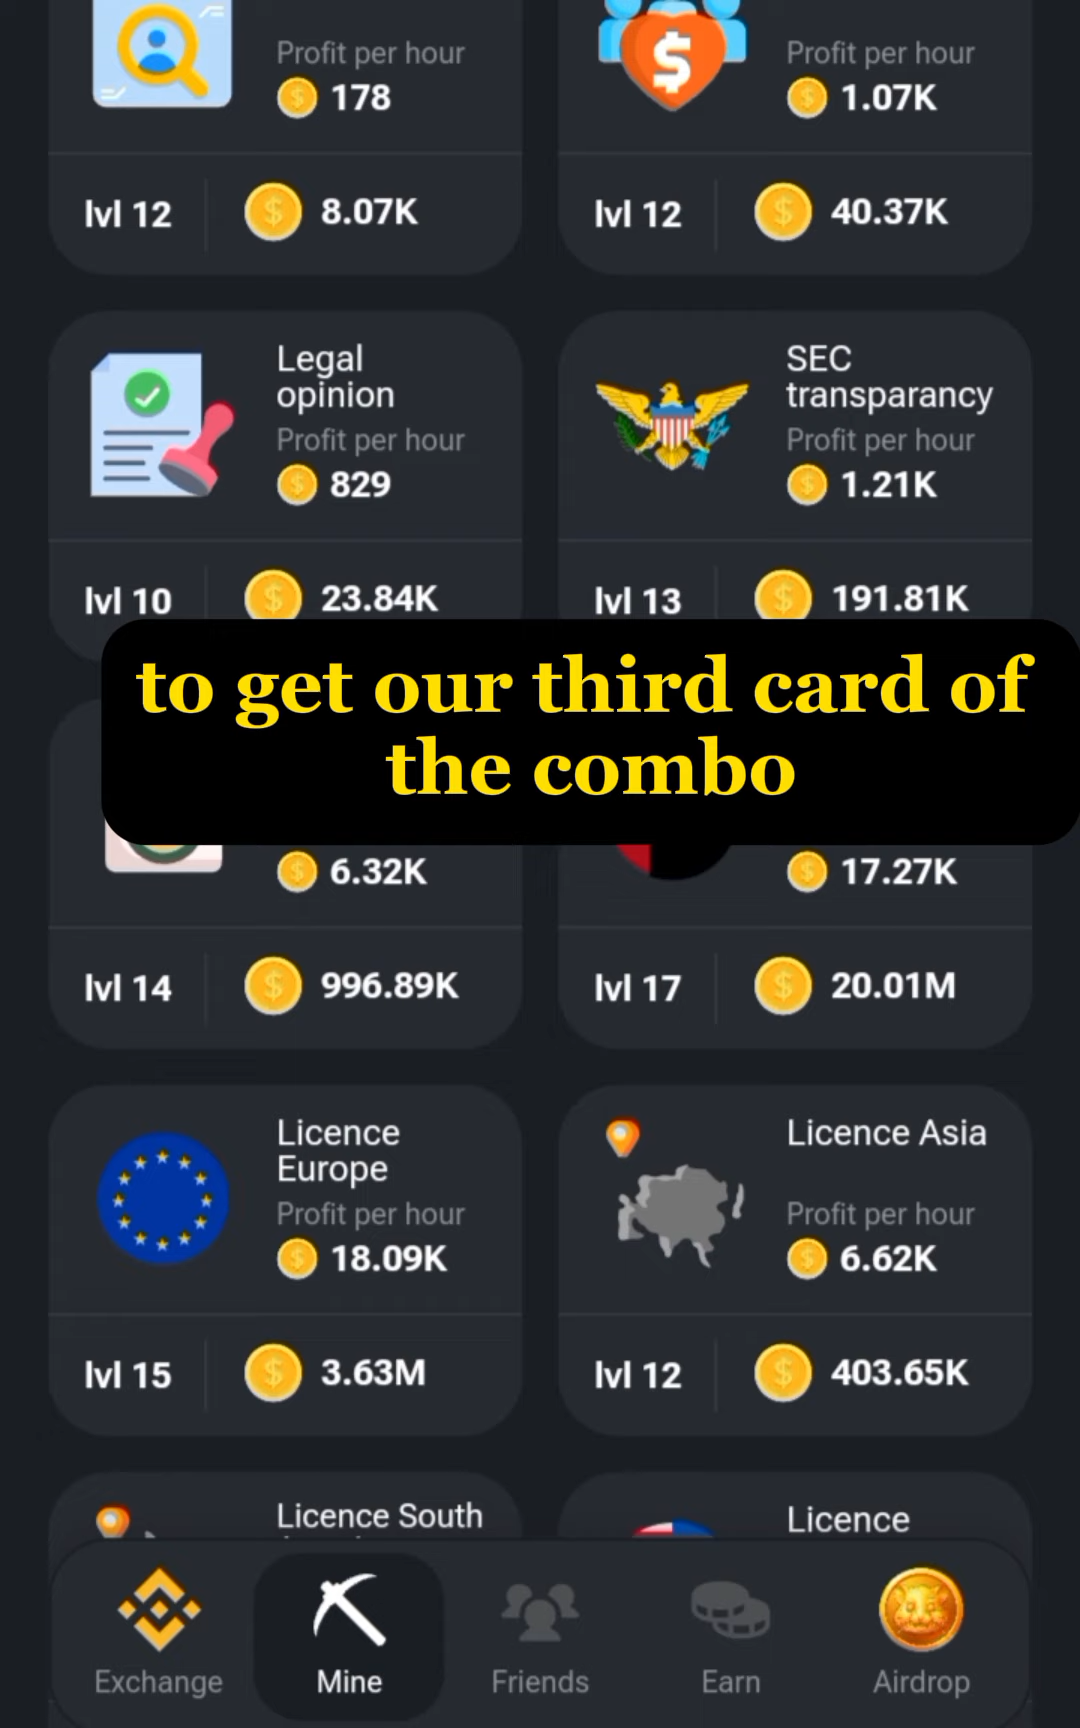 Profit per hour
178
lvl 12
8.07K
Profit per hour
1.07K
lvl 12
40.37K
Legal
opinion
Profit per hour
829
lvl 10
23.84K
SEC
transparancy
Profit per hour
1.21K
lvl 13
191.81K
to get our third card of
the combo
6.32K
lvl 14
996.89K
17.27K
lvl 17
20.01M
Licence
Europe
Profit per hour
18.09K
lvl 15
3.63M
Licence Asia
Profit per hour
6.62K
lvl 12
403.65K
Licence South
Licence
Exchange
Mine
Friends
Earn
Airdrop